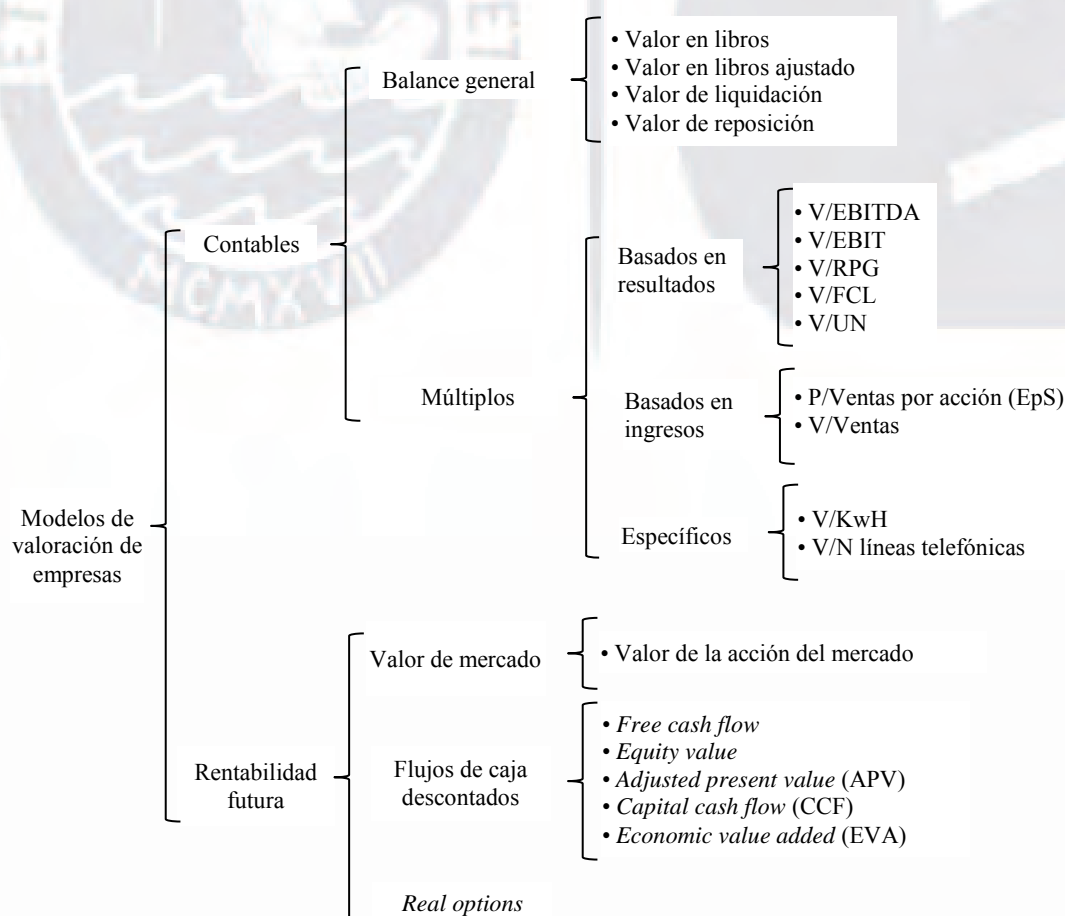 • Valor en libros
• Valor en libros ajustado
• Valor de liquidación
• Valor de reposición
Balance general
Contables
• V/EBITDA
• V/EBIT
• V/RPG
• V/FCL
• V/UN
Basados en
resultados
Múltiplos
Basados en
ingresos
• P/Ventas por acción (EpS)
• V/Ventas
Específicos
• V/KwH
• V/N líneas telefónicas
Modelos de
valoración de
empresas
Valor de mercado
• Valor de la acción del mercado
Rentabilidad
futura
Flujos de caja
descontados
• Free cash flow
• Equity value
• Adjusted present value (APV)
• Capital cash flow (CCF)
• Economic value added (EVA)
Real options
MCMXVII